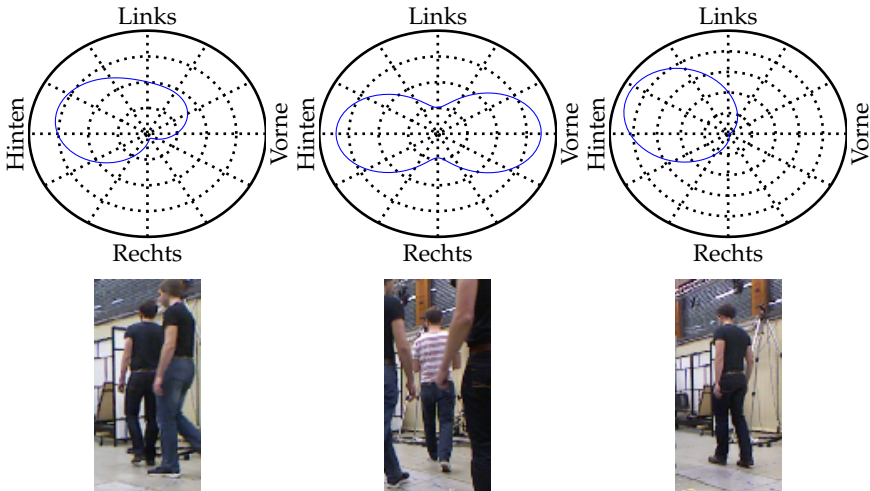 Links
Hinten
Vorne
Rechts
Links
Hinten
Vorne
Rechts
Links
Hinten
Vorne
Rechts